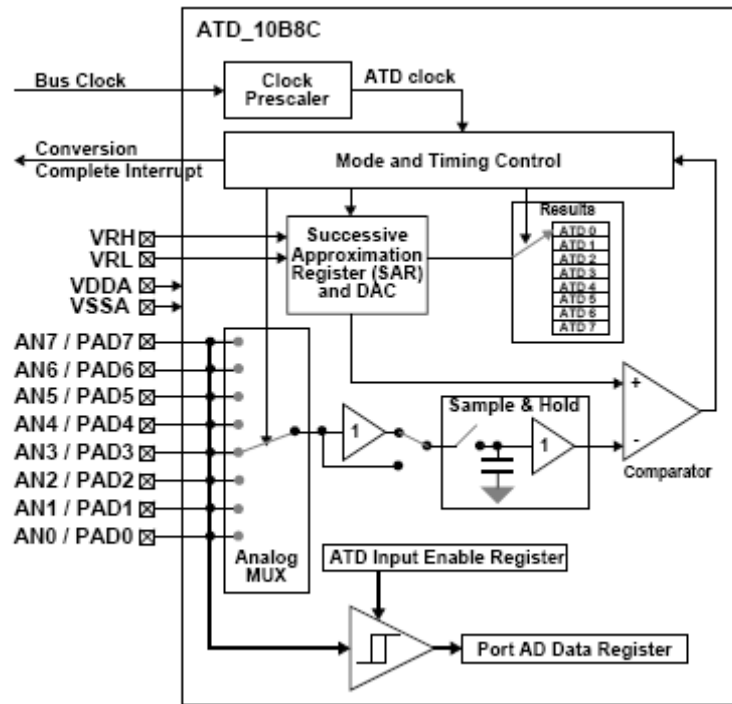 ATD_10B8C
Bus Clock
Clock
Prescaler
ATD clock
Conversion
Complete Interrupt
Mode and Timing Control
Results
ATD 0
ATD 1
ATD 2
ATD 3
ATD 4
ATD 5
ATD 6
ATD 7
VRH
VRL
VDDA
VSSA
Successive
Approximation
Register (SAR)
and DAC
AN7 / PAD7
AN6 / PAD6
AN5 / PAD5
AN4 / PAD4
AN3 / PAD3
AN2 / PAD2
AN1 / PAD1
AN0 / PAD0
Analog
MUX
1
Sample & Hold
1
+
-
Comparator
ATD Input Enable Register
Port AD Data Register